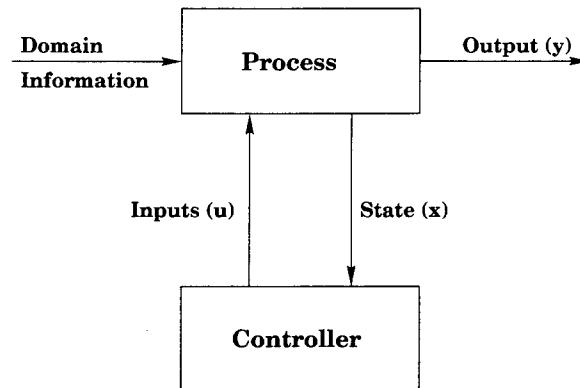 Domain
Information
Process
Output (y)
Inputs (u)
State (x)
Controller